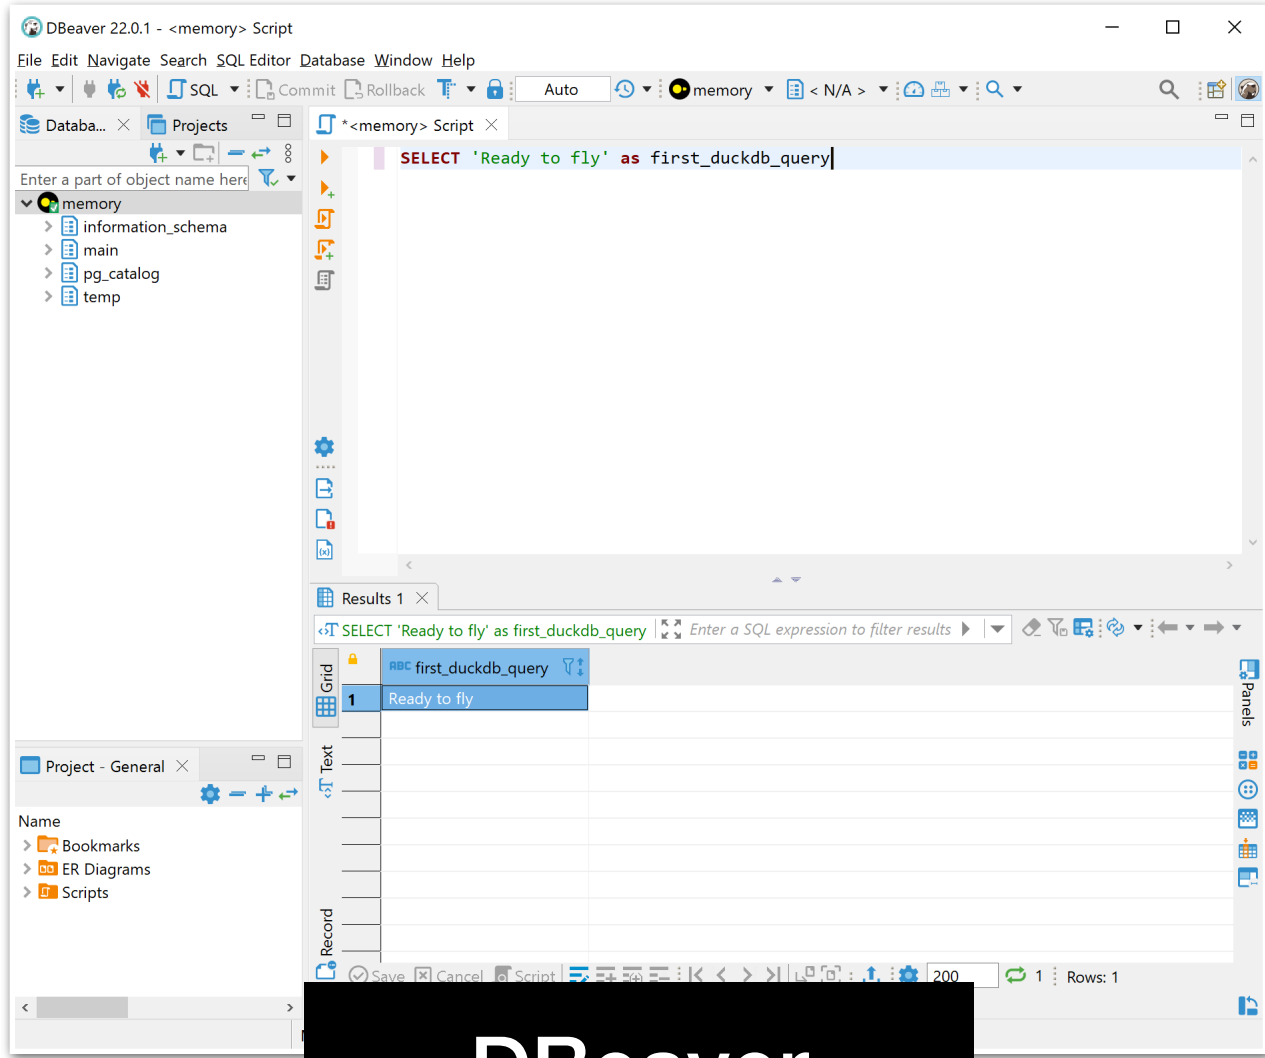 DBeaver 22.0.1 - <memory> Script
File Edit Navigate Search SQL Editor Database Window Help
SQL Commit Rollback Auto memory < N/A >
Databa... Projects
*<memory> Script
SELECT 'Ready to fly' as first_duckdb_query
Enter a part of object name here
memory
information_schema
main
pg_catalog
temp
Results 1
SELECT 'Ready to fly' as first_duckdb_query Enter a SQL expression to filter results
Grid
ABC first_duckdb_query
1 Ready to fly
Panels
Text
Record
Project - General
Name
Bookmarks
ER Diagrams
Scripts
Save Cancel Script 200 1 Rows: 1
DBeaver